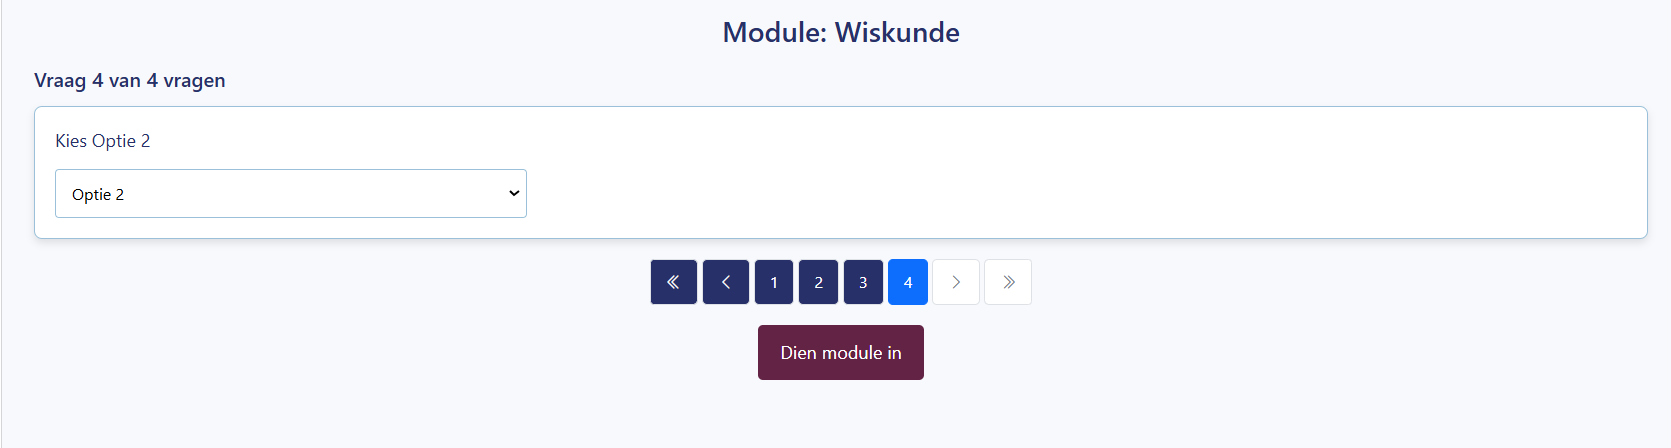 Module: Wiskunde
Vraag 4 van 4 vragen
Kies Optie 2
Optie 2
1 2 3 4
Dien module in